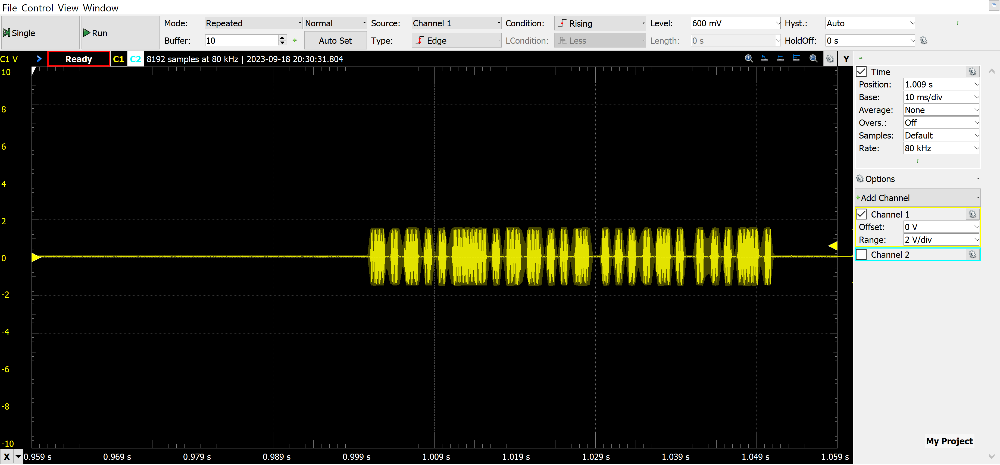 File Control View Window
Single Run Mode: Repeated Normal Source: Channel 1 Condition: Rising Level: 600 mV Hyst.: Auto
Buffer: 10 Auto Set Type: Edge LCondition: Less Length: 0 s HoldOff: 0 s
C1 V Ready C1 C2 8192 samples at 80 kHz | 2023-09-18 20:30:31.804 Y
10
8
6
4
2
0
-2
-4
-6
-8
-10
X 0.959 s 0.969 s 0.979 s 0.989 s 0.999 s 1.009 s 1.019 s 1.029 s 1.039 s 1.049 s 1.059 s
Time
Position: 1.009 s
Base: 10 ms/div
Average: None
Overs.: Off
Samples: Default
Rate: 80 kHz
Options
Add Channel
Channel 1
Offset: 0 V
Range: 2 V/div
Channel 2
My Project